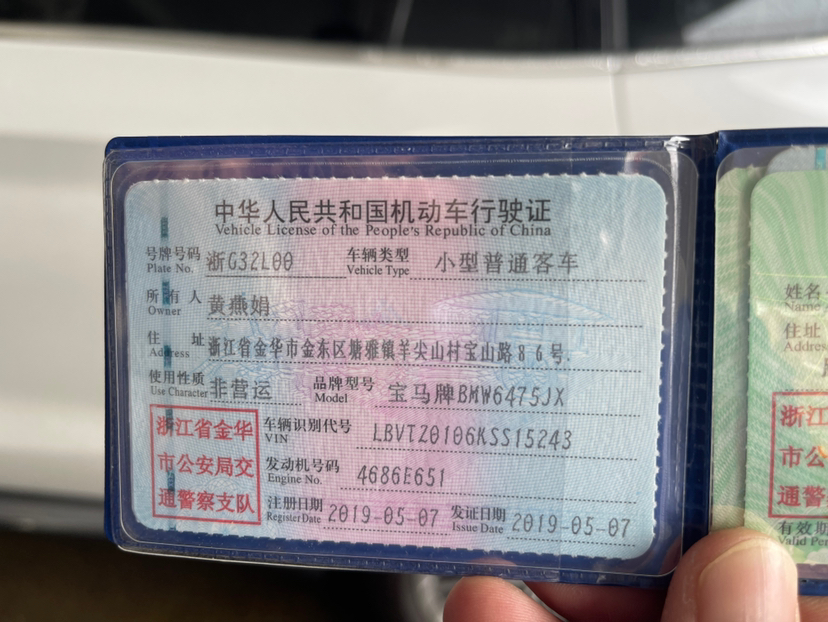 中华人民共和国机动车行驶证
Vehicle License of the People's Republic of China
号牌号码 浙G32L00 车辆类型 小型普通客车
Plate No. Vehicle Type
所有人 黄燕娟
Owner
住址 浙江省金华市金东区塘雅镇羊尖山村宝山路86号.
Address
使用性质 非营运 品牌型号 宝马牌BMW6475JX
Use Character Model
浙江省金华
市公安局交
通警察支队
车辆识别代号 LBVTZ0106KSS15243
VIN
发动机号码 4686E651
Engine No.
注册日期 2019-05-07 发证日期 2019-05-07
Register Date Issue Date
姓名
Name
住址
Address
浙江
市公
通警
有效期
Valid Per